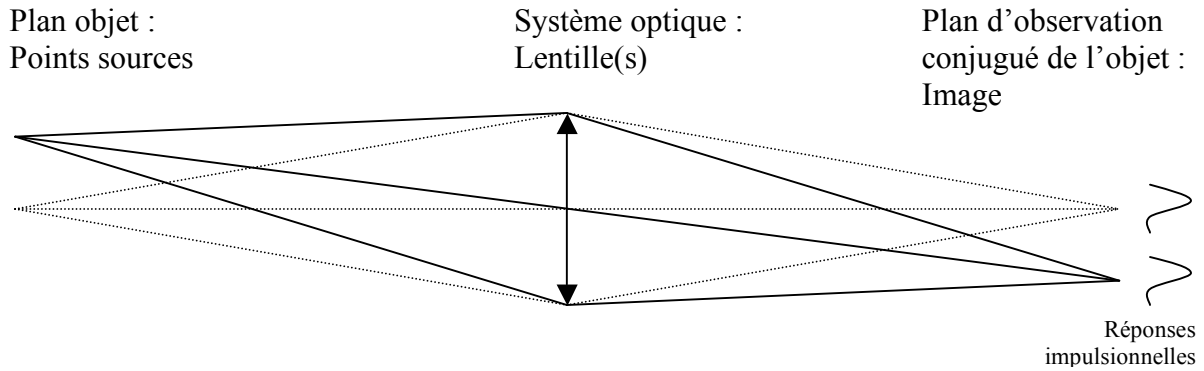 Plan objet :
Points sources
Système optique :
Lentille(s)
Plan d’observation
conjugué de l’objet :
Image
Réponses
impulsionnelles